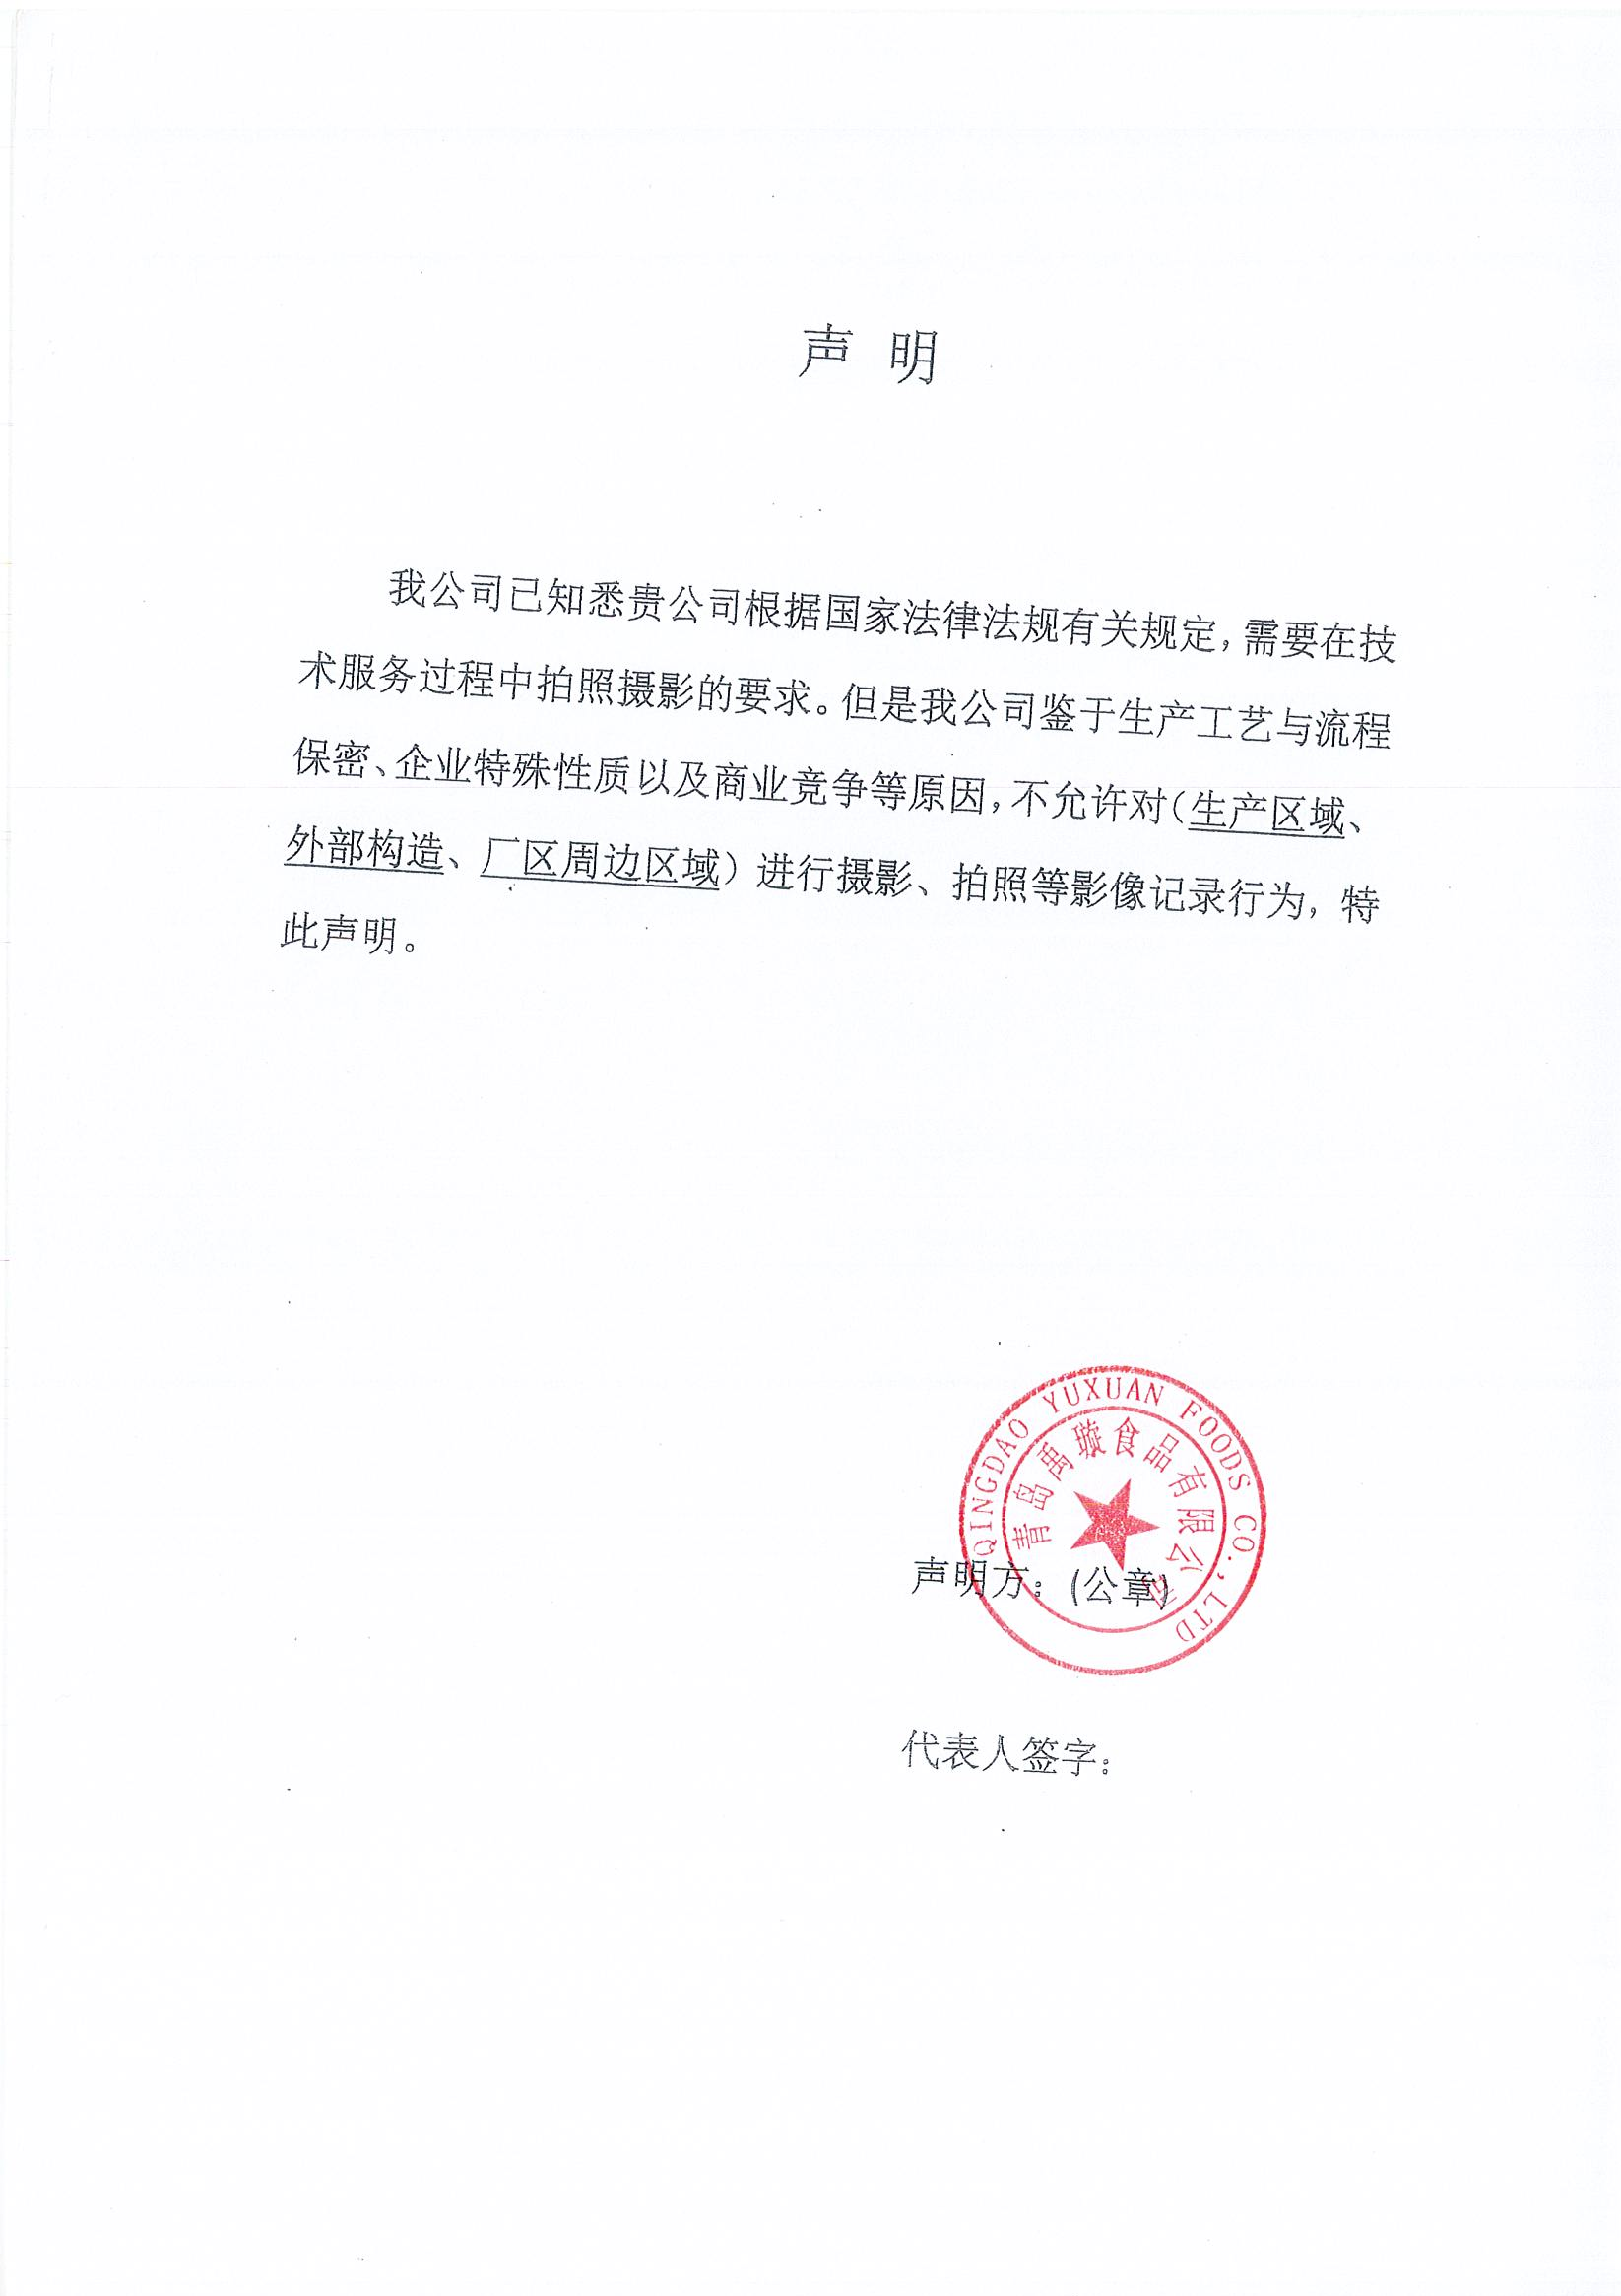 声 明
我公司已知悉贵公司根据国家法律法规有关规定，需要在技
术服务过程中拍照摄影的要求。但是我公司鉴于生产工艺与流程
保密、企业特殊性质以及商业竞争等原因，不允许对（生产区域、
外部构造、厂区周边区域）进行摄影、拍照等影像记录行为，特
此声明。
QINGDAO YUXUAN FOODS CO.,LTD
青岛禹璇食品有限公司
声明方：(公章)
代表人签字：